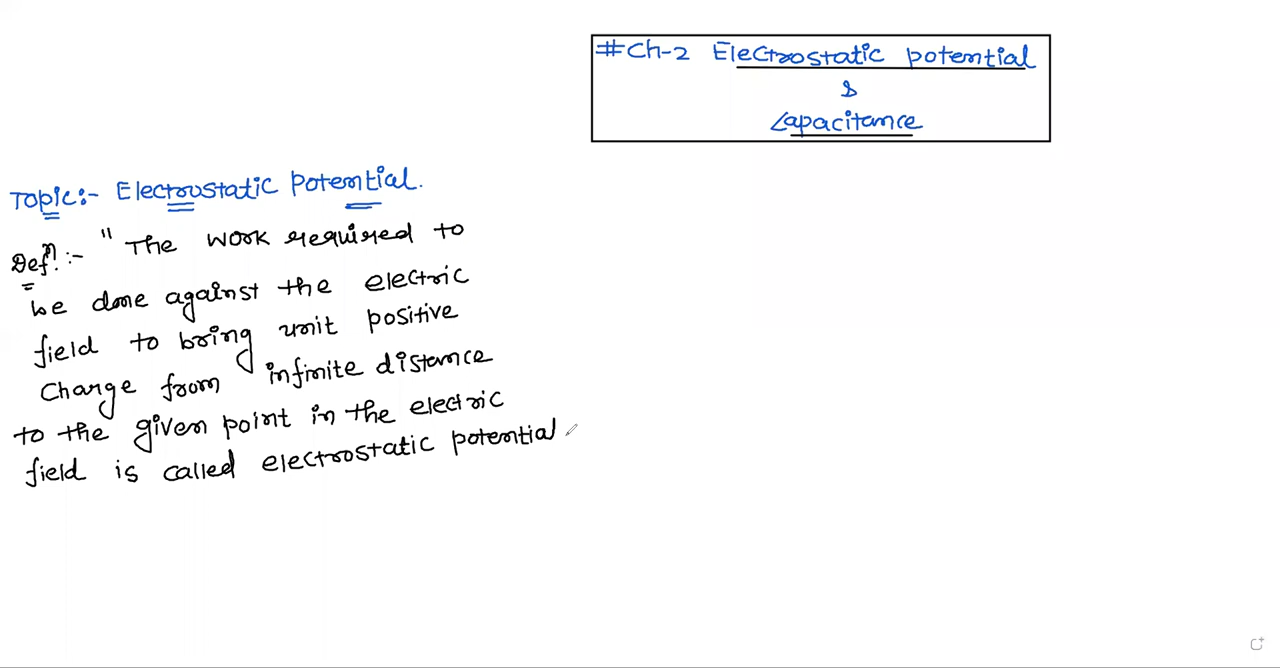 #Ch-2 Electrostatic potential
&
Capacitance
Topic:- Electrostatic Potential.
Defⁿ:- " The work required to
be done against the electric
field to bring unit positive
Charge from infinite distance
to the given point in the electric
field is called electrostatic potential